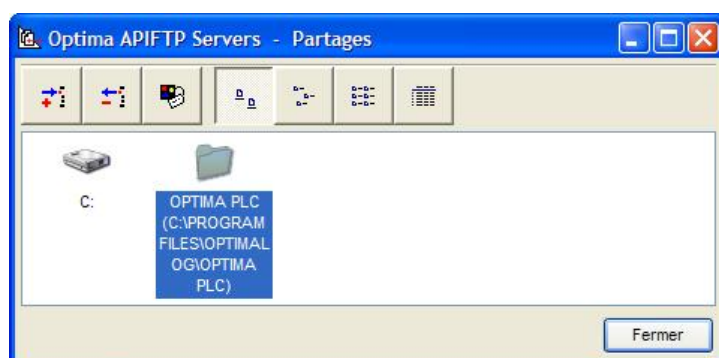 Optima APIFTP Servers - Partages
C:
OPTIMA PLC
(C:\PROGRAM
FILES\OPTIMAL
OG\OPTIMA
PLC)
Fermer